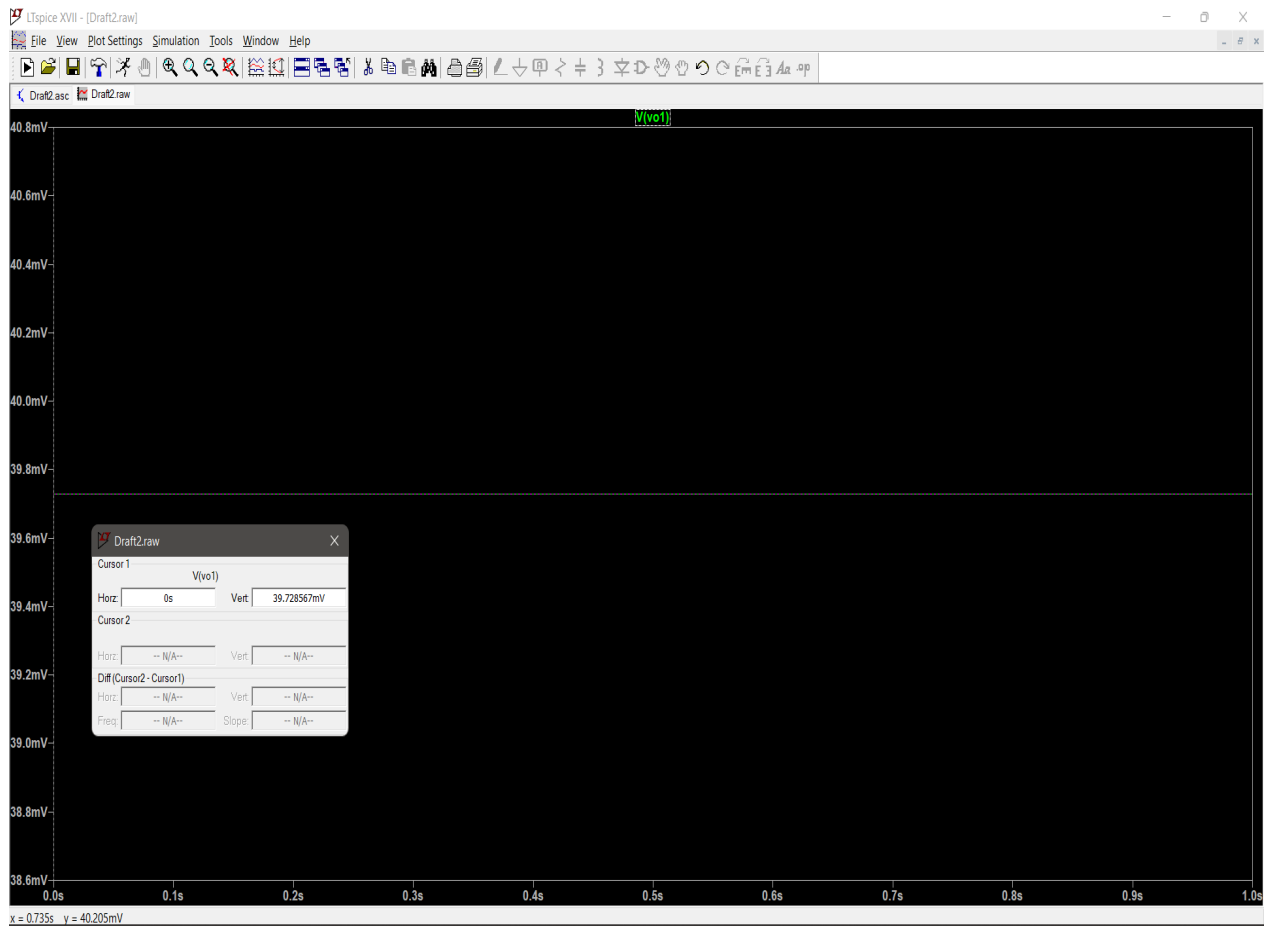 LTspice XVII - [Draft2.raw]
File View Plot Settings Simulation Tools Window Help
Draft2.asc Draft2.raw
V(vo1)
40.8mV
40.6mV
40.4mV
40.2mV
40.0mV
39.8mV
39.6mV
39.4mV
39.2mV
39.0mV
38.8mV
38.6mV
Draft2.raw
Cursor 1
V(vo1)
Horz: 0s Vert: 39.728567mV
Cursor 2
Horz: -- N/A-- Vert: -- N/A--
Diff (Cursor2 - Cursor1)
Horz: -- N/A-- Vert: -- N/A--
Freq: -- N/A-- Slope: -- N/A--
0.0s 0.1s 0.2s 0.3s 0.4s 0.5s 0.6s 0.7s 0.8s 0.9s 1.0s
x = 0.735s y = 40.205mV